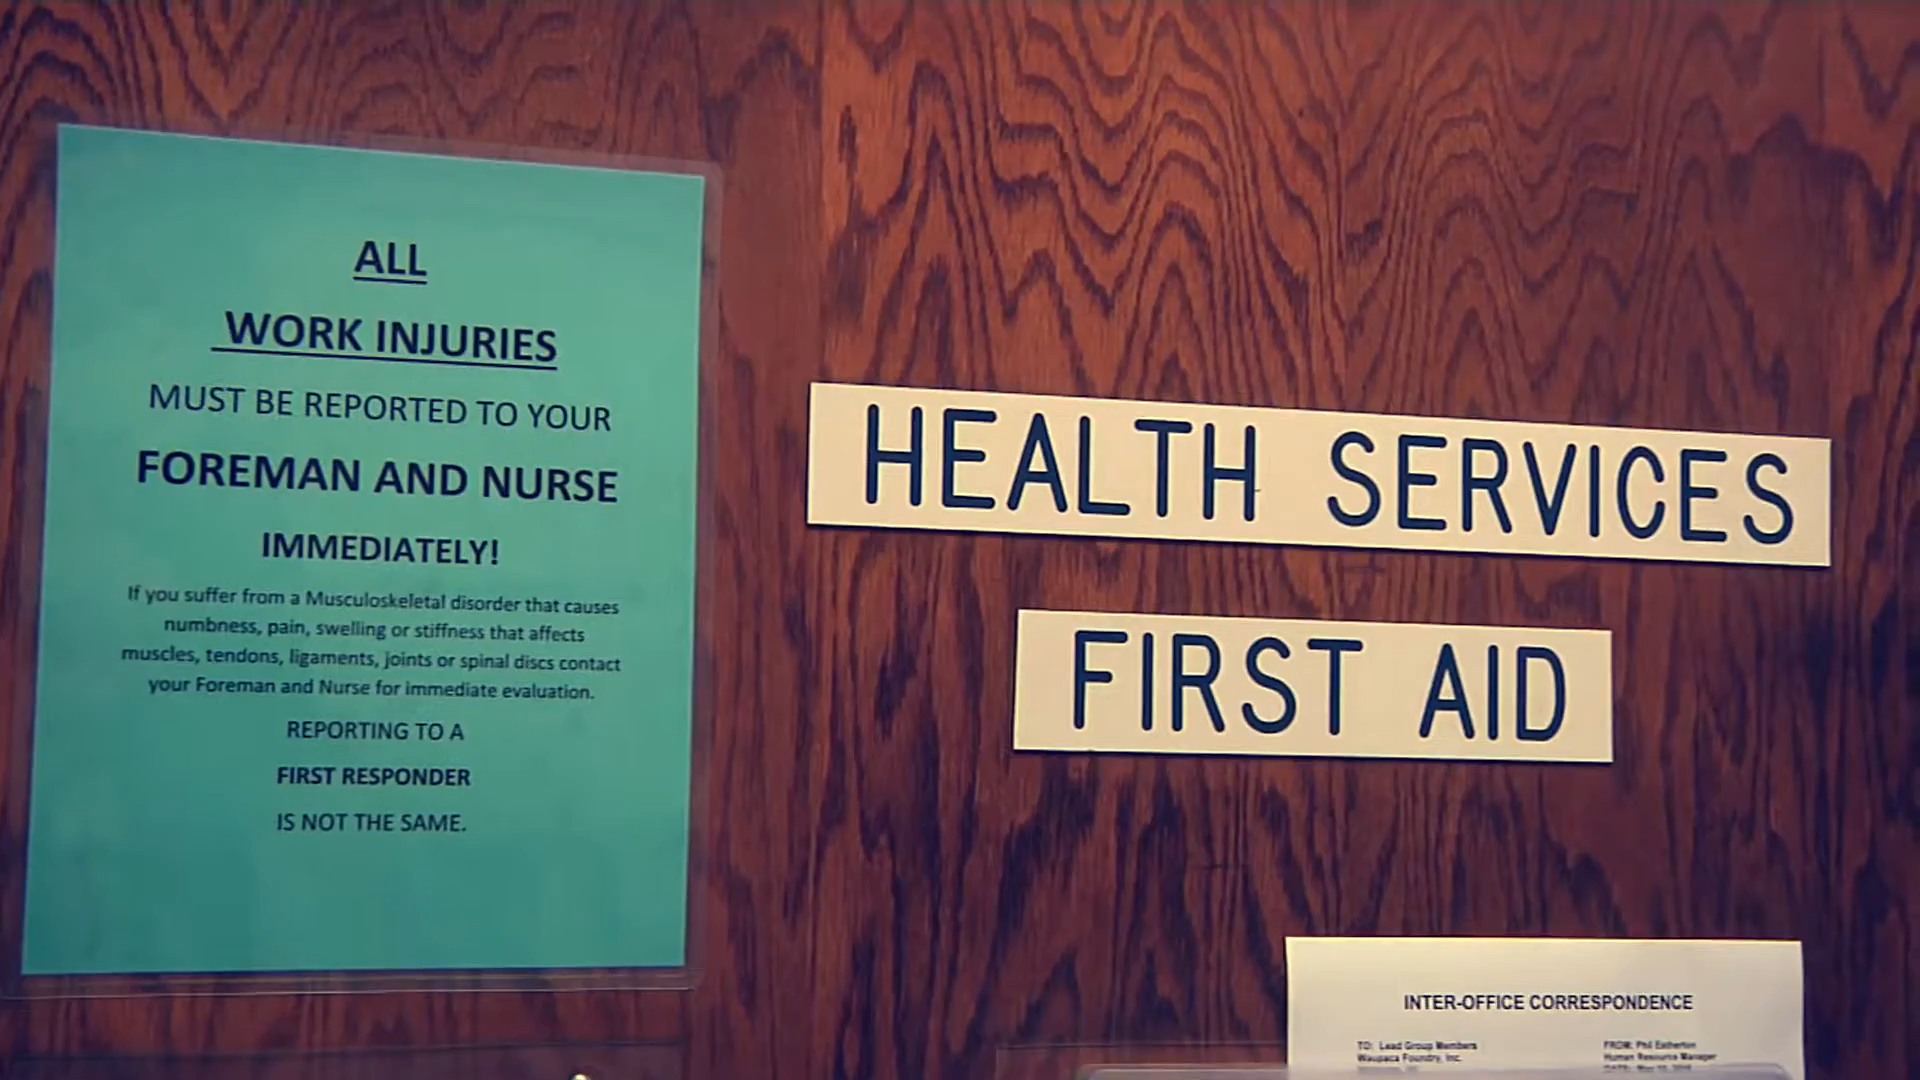 ALL
WORK INJURIES
MUST BE REPORTED TO YOUR
FOREMAN AND NURSE
IMMEDIATELY!
If you suffer from a Musculoskeletal disorder that causes
numbness, pain, swelling or stiffness that affects
muscles, tendons, ligaments, joints or spinal discs contact
your Foreman and Nurse for immediate evaluation.
REPORTING TO A
FIRST RESPONDER
IS NOT THE SAME.
HEALTH SERVICES
FIRST AID
INTER-OFFICE CORRESPONDENCE
TO: Lead Group Members
Waupaca Foundry, Inc.
FROM: Phil
Human Resource Manager